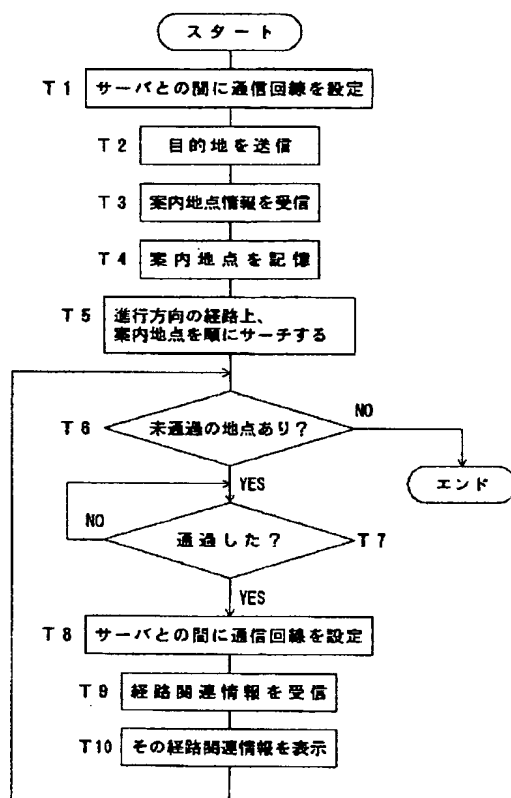 スタート
T1 サーバとの間に通信回線を設定
T2 目的地を送信
T3 案内地点情報を受信
T4 案内地点を記憶
T5 進行方向の経路上、
案内地点を順にサーチする
T6 未通過の地点あり？ NO
エンド
YES
NO 通過した？ T7
YES
T8 サーバとの間に通信回線を設定
T9 経路関連情報を受信
T10 その経路関連情報を表示